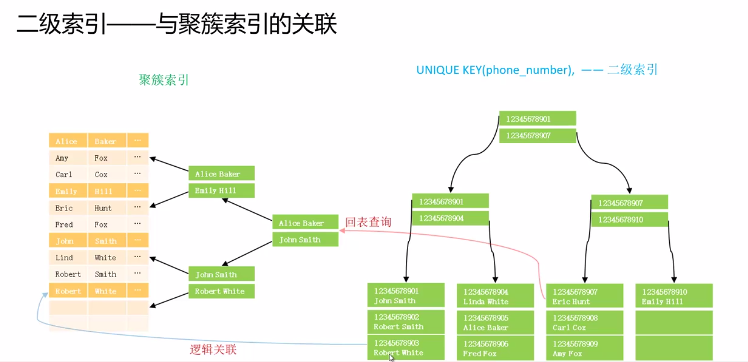 二级索引——与聚簇索引的关联
聚簇索引
UNIQUE KEY(phone_number), —— 二级索引
Alice Baker ...
Amy Fox ...
Carl Cox ...
Emily Hill ...
Eric Hunt ...
Fred Fox ...
John Smith ...
Lind White ...
Robert Smith ...
Robert White ...
Alice Baker
Emily Hill
John Smith
Robert White
Alice Baker
John Smith
回表查询
逻辑关联
12345678901
12345678907
12345678901
12345678904
12345678907
12345678910
12345678901
John Smith
12345678902
Robert Smith
12345678903
Robert White
12345678904
Linda White
12345678905
Alice Baker
12345678906
Fred Fox
12345678907
Eric Hunt
12345678908
Carl Coz
12345678909
Amy Fox
12345678910
Emily Hill